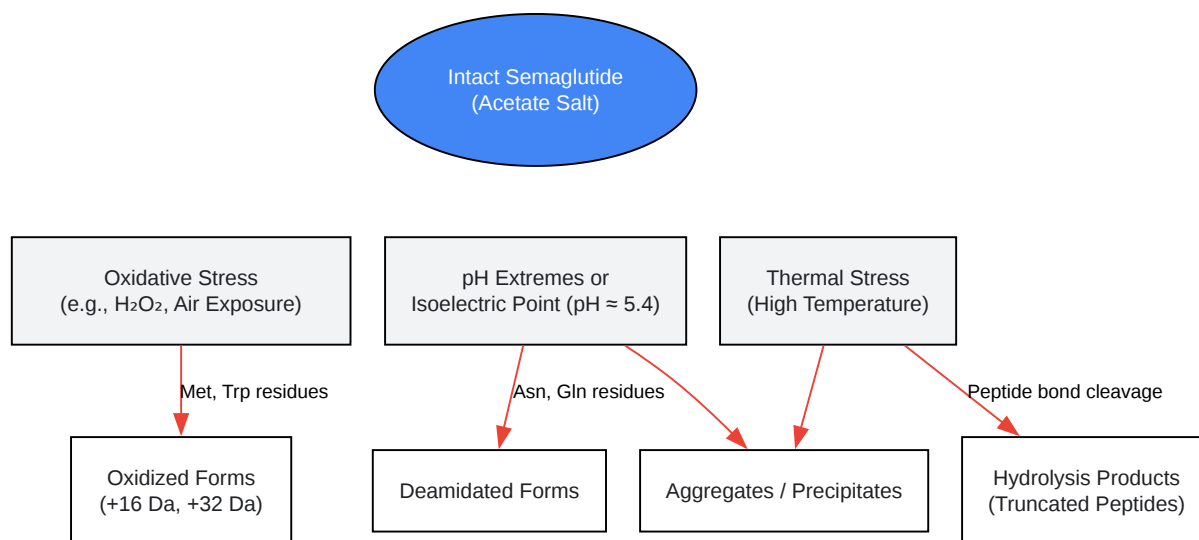 Intact Semaglutide
(Acetate Salt)
Oxidative Stress
(e.g., H₂O₂, Air Exposure)
pH Extremes or
Isoelectric Point (pH ≈ 5.4)
Thermal Stress
(High Temperature)
Met, Trp residues
Asn, Gln residues
Peptide bond cleavage
Oxidized Forms
(+16 Da, +32 Da)
Deamidated Forms
Aggregates / Precipitates
Hydrolysis Products
(Truncated Peptides)